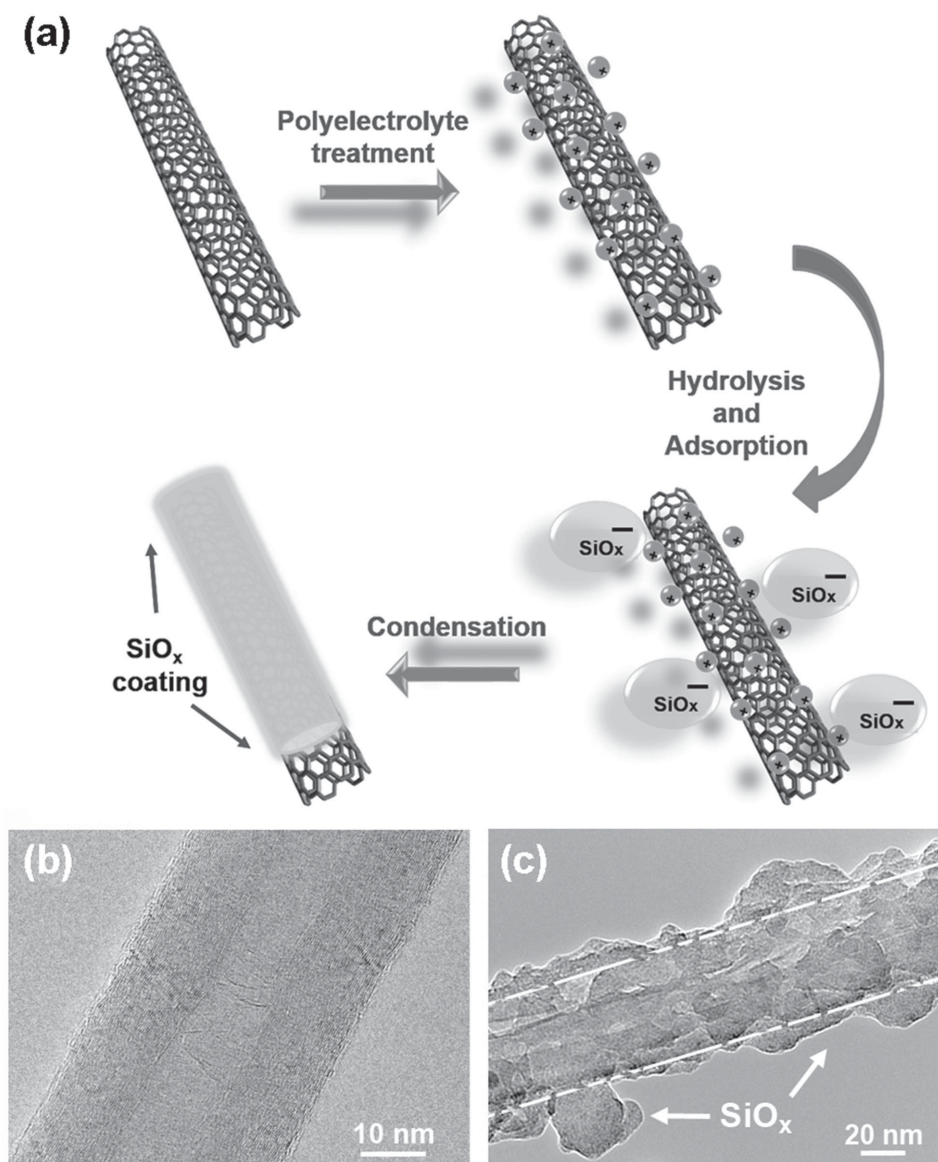 (a)
Polyelectrolyte
treatment
+ + + + + + + + + + + + + +
Hydrolysis
and
Adsorption
SiOx −
SiOx −
SiOx −
SiOx −
+ + + + + + + + + + + + + +
Condensation
SiOx
coating
(b)
10 nm
(c)
SiOx
20 nm